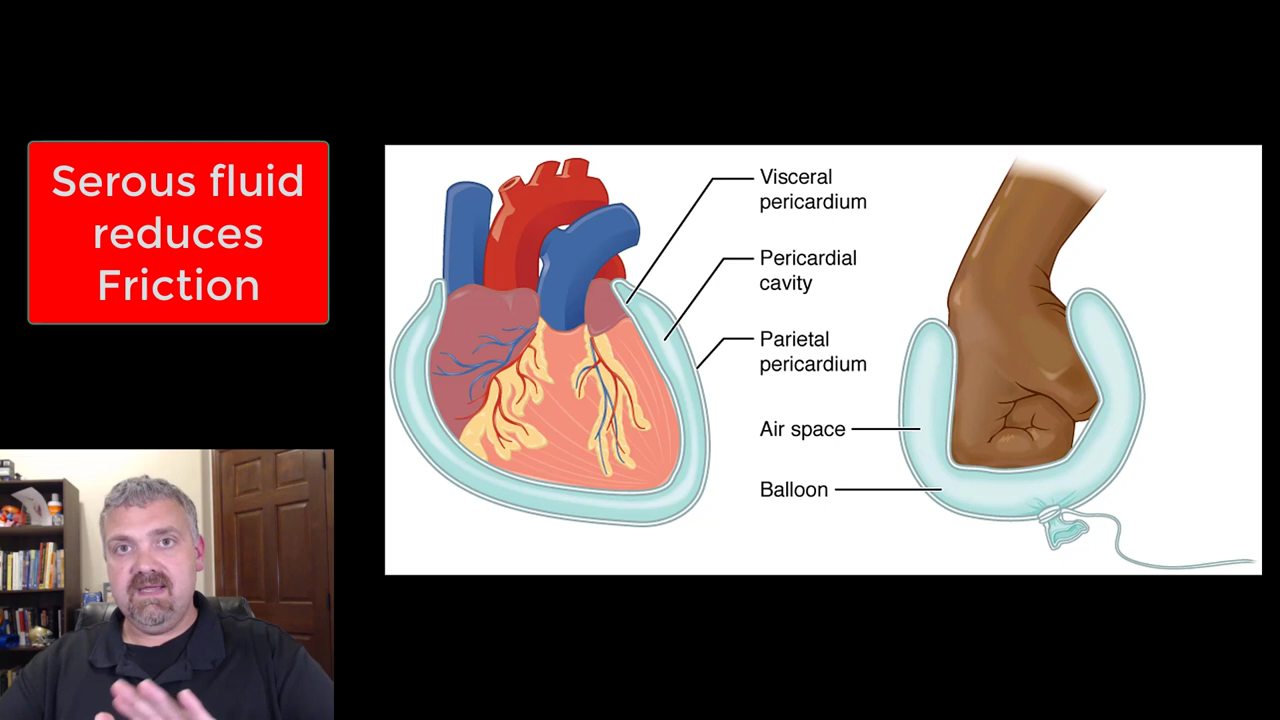 Serous fluid
reduces
Friction
Visceral
pericardium
Pericardial
cavity
Parietal
pericardium
Air space
Balloon